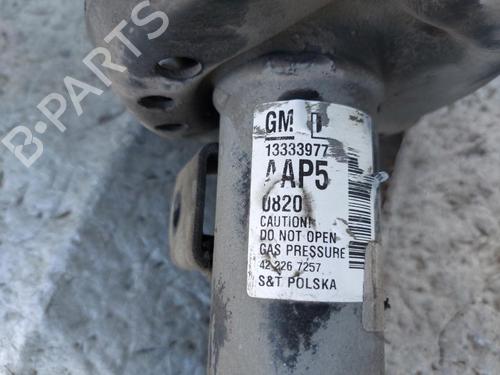 GM D
13333977
AAP5
0820
CAUTION!
DO NOT OPEN
GAS PRESSURE
42 226 7257
S&T POLSKA
B-PARTS